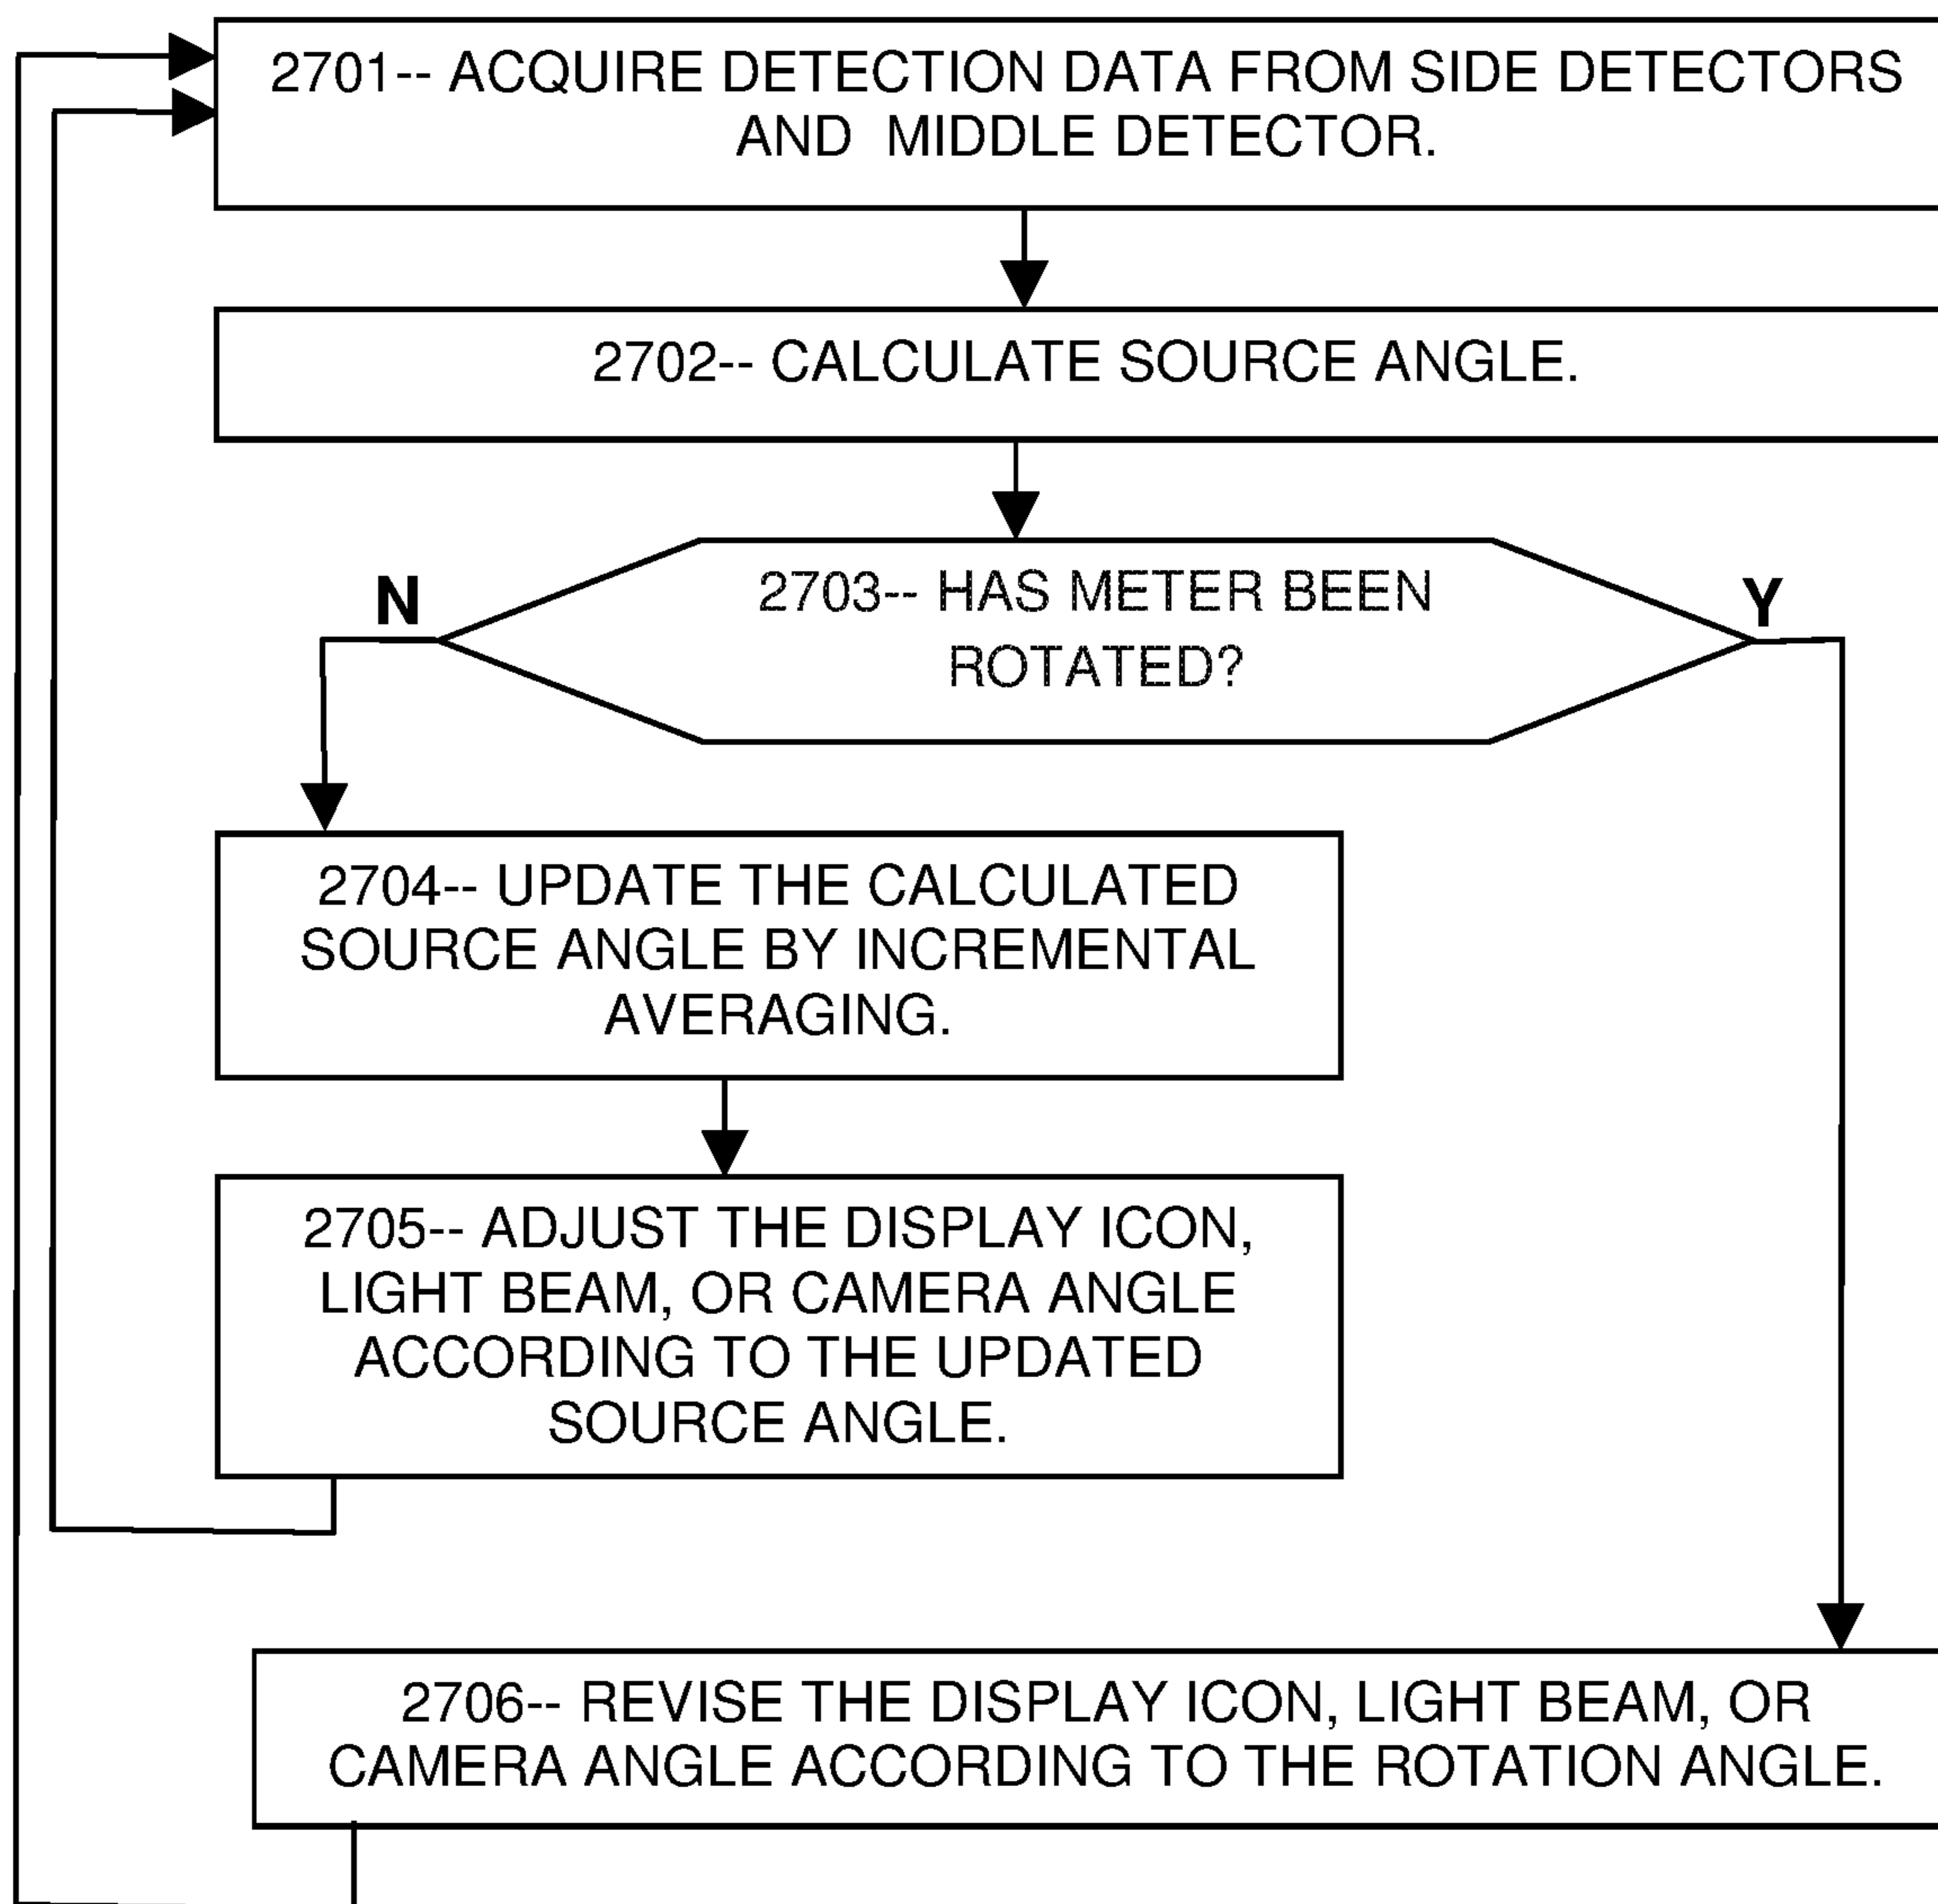 2701-- ACQUIRE DETECTION DATA FROM SIDE DETECTORS
AND MIDDLE DETECTOR.
2702-- CALCULATE SOURCE ANGLE.
2703-- HAS METER BEEN
ROTATED?
N
Y
2704-- UPDATE THE CALCULATED
SOURCE ANGLE BY INCREMENTAL
AVERAGING.
2705-- ADJUST THE DISPLAY ICON,
LIGHT BEAM, OR CAMERA ANGLE
ACCORDING TO THE UPDATED
SOURCE ANGLE.
2706-- REVISE THE DISPLAY ICON, LIGHT BEAM, OR
CAMERA ANGLE ACCORDING TO THE ROTATION ANGLE.